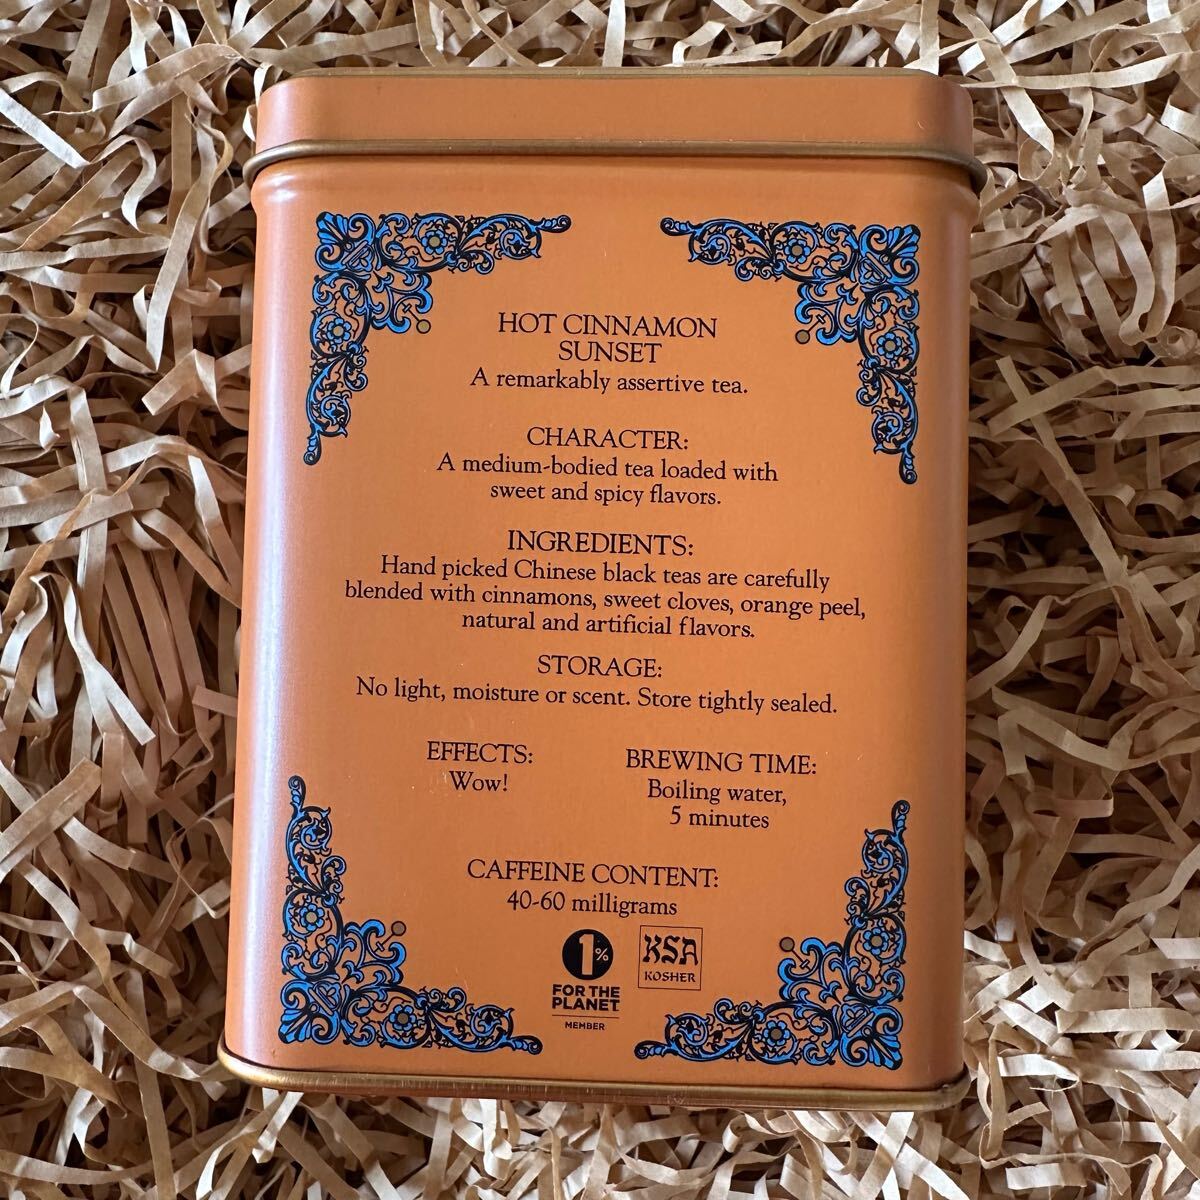 HOT CINNAMON
SUNSET
A remarkably assertive tea.
CHARACTER:
A medium-bodied tea loaded with
sweet and spicy flavors.
INGREDIENTS:
Hand picked Chinese black teas are carefully
blended with cinnamons, sweet cloves, orange peel,
natural and artificial flavors.
STORAGE:
No light, moisture or scent. Store tightly sealed.
EFFECTS:
Wow!
BREWING TIME:
Boiling water,
5 minutes
CAFFEINE CONTENT:
40-60 milligrams
1%
FOR THE
PLANET
MEMBER
KSA
KOSHER